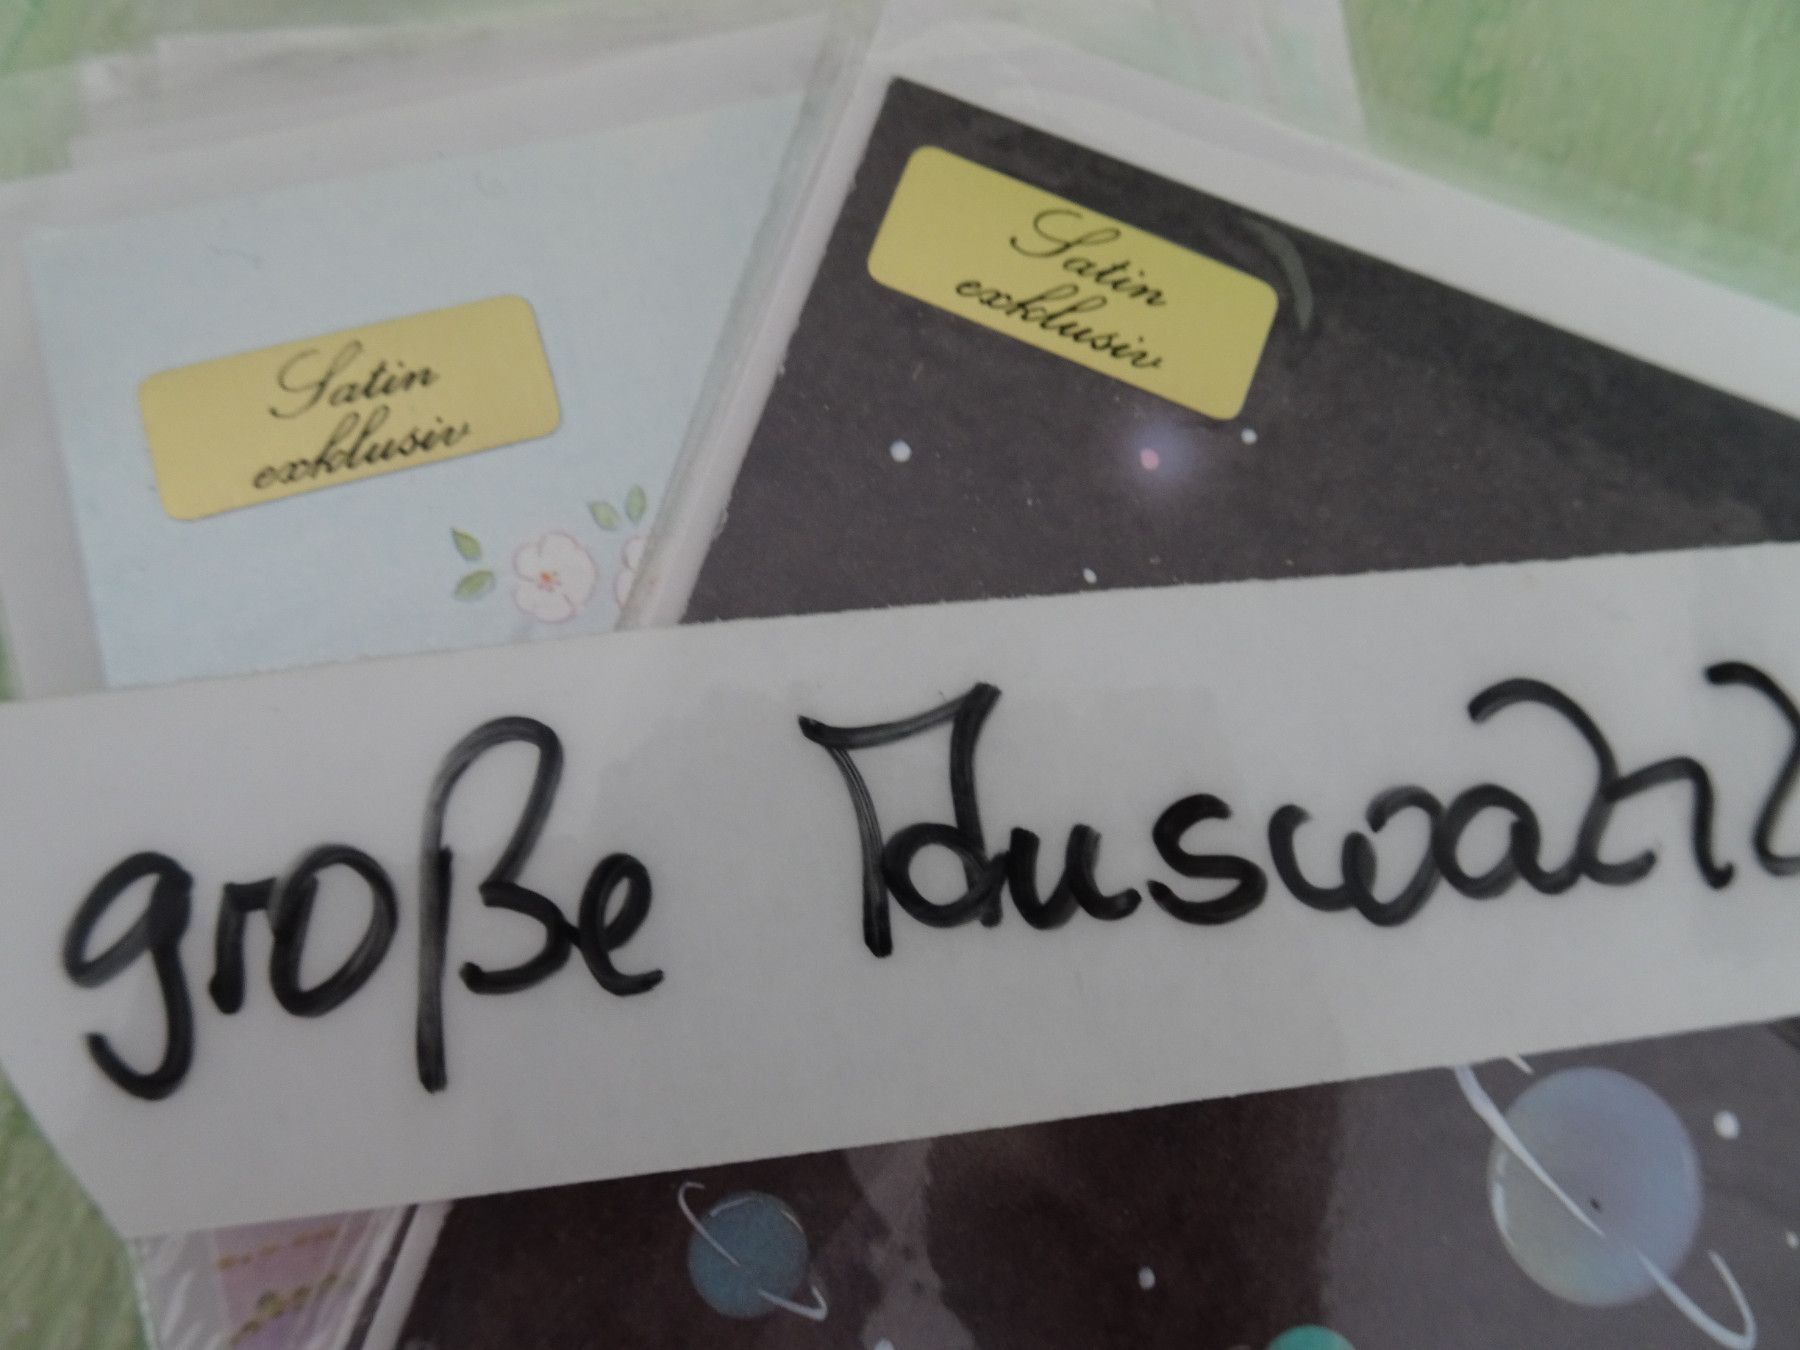 Satin
exklusiv
Satin
exklusiv
große Auswahl